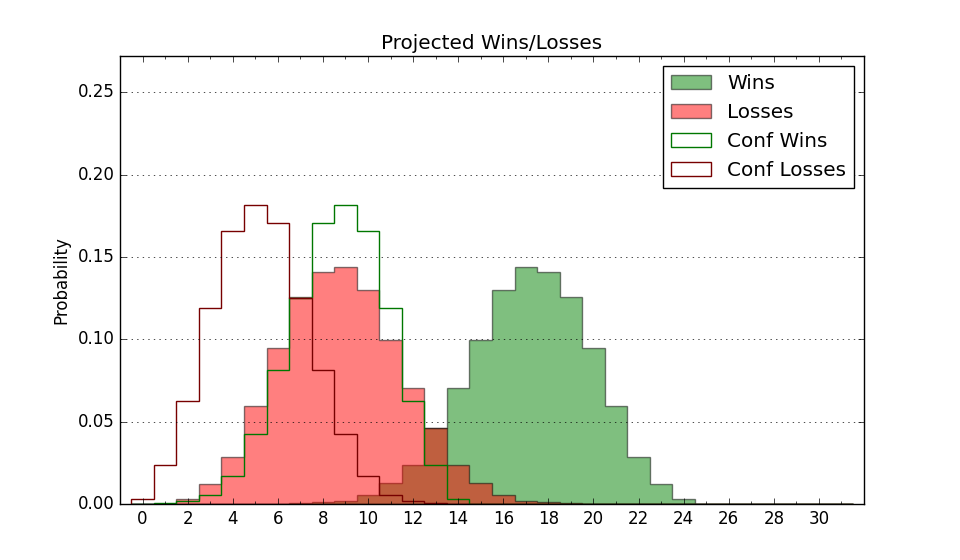 Projected Wins/Losses
Wins
Losses
Conf Wins
Conf Losses
Probability
0.25
0.20
0.15
0.10
0.05
0.00
0 2 4 6 8 10 12 14 16 18 20 22 24 26 28 30